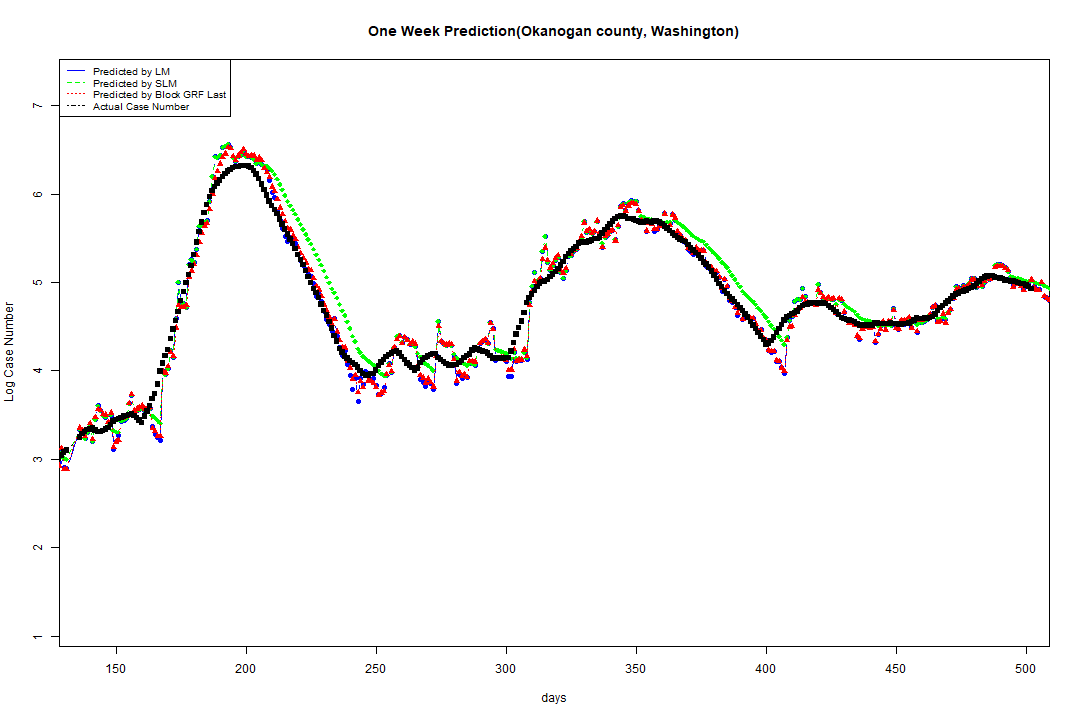 One Week Prediction(Okanogan county, Washington)
Predicted by LM
Predicted by SLM
Predicted by Block GRF Last
Actual Case Number
Log Case Number
7
6
5
4
3
2
1
150 200 250 300 350 400 450 500
days